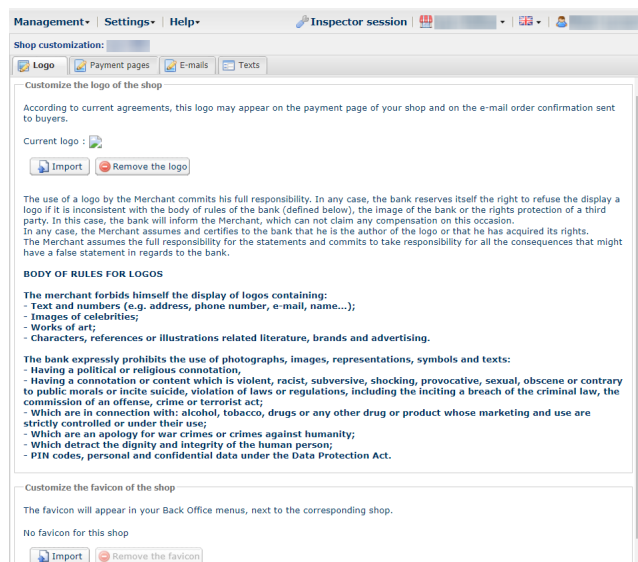 Management Settings Help Inspector session
Shop customization:
Logo Payment pages E-mails Texts
Customize the logo of the shop
According to current agreements, this logo may appear on the payment page of your shop and on the e-mail order confirmation sent
to buyers.
Current logo :
Import Remove the logo
The use of a logo by the Merchant commits his full responsibility. In any case, the bank reserves itself the right to refuse the display a
logo if it is inconsistent with the body of rules of the bank (defined below), the image of the bank or the rights protection of a third
party. In this case, the bank will inform the Merchant, which can not claim any compensation on this occasion.
In any case, the Merchant assumes and certifies to the bank that he is the author of the logo or that he has acquired its rights.
The Merchant assumes the full responsibility for the statements and commits to take responsibility for all the consequences that might
have a false statement in regards to the bank.
BODY OF RULES FOR LOGOS
The merchant forbids himself the display of logos containing:
- Text and numbers (e.g. address, phone number, e-mail, name...);
- Images of celebrities;
- Works of art;
- Characters, references or illustrations related literature, brands and advertising.
The bank expressly prohibits the use of photographs, images, representations, symbols and texts:
- Having a political or religious connotation,
- Having a connotation or content which is violent, racist, subversive, shocking, provocative, sexual, obscene or contrary
to public morals or incite suicide, violation of laws or regulations, including the inciting a breach of the criminal law, the
commission of an offense, crime or terrorist act;
- Which are in connection with: alcohol, tobacco, drugs or any other drug or product whose marketing and use are
strictly controlled or under their use;
- Which are an apology for war crimes or crimes against humanity;
- Which detract the dignity and integrity of the human person;
- PIN codes, personal and confidential data under the Data Protection Act.
Customize the favicon of the shop
The favicon will appear in your Back Office menus, next to the corresponding shop.
No favicon for this shop
Import Remove the favicon